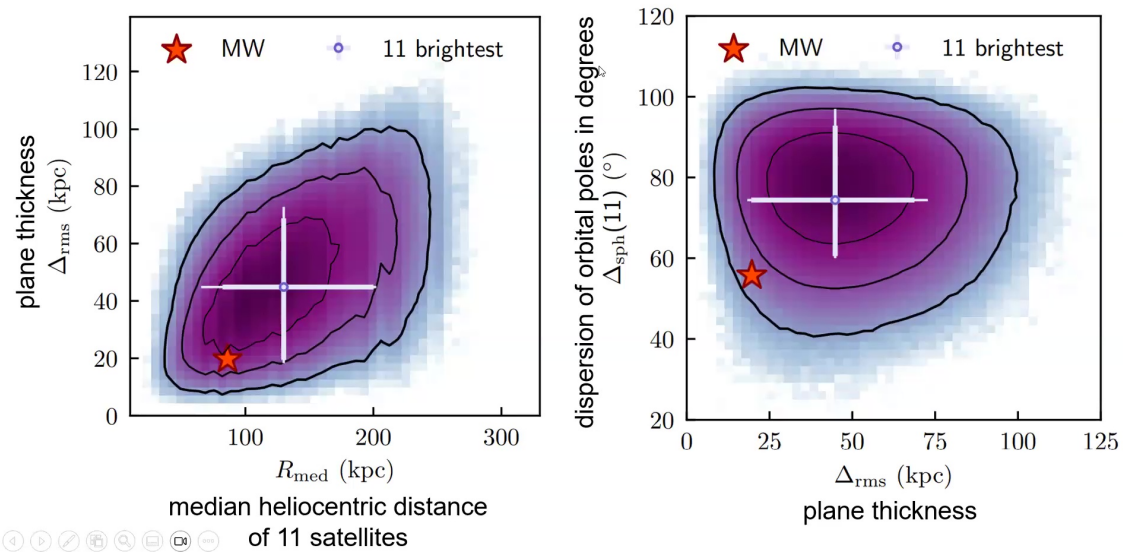 MW
11 brightest
120
100
80
60
40
20
0
100
200
300
plane thickness
Δrms (kpc)
Rmed (kpc)
median heliocentric distance
of 11 satellites
MW
11 brightest
120
100
80
60
40
20
0
25
50
75
100
125
dispersion of orbital poles in degrees
Δsph(11) (°)
Δrms (kpc)
plane thickness